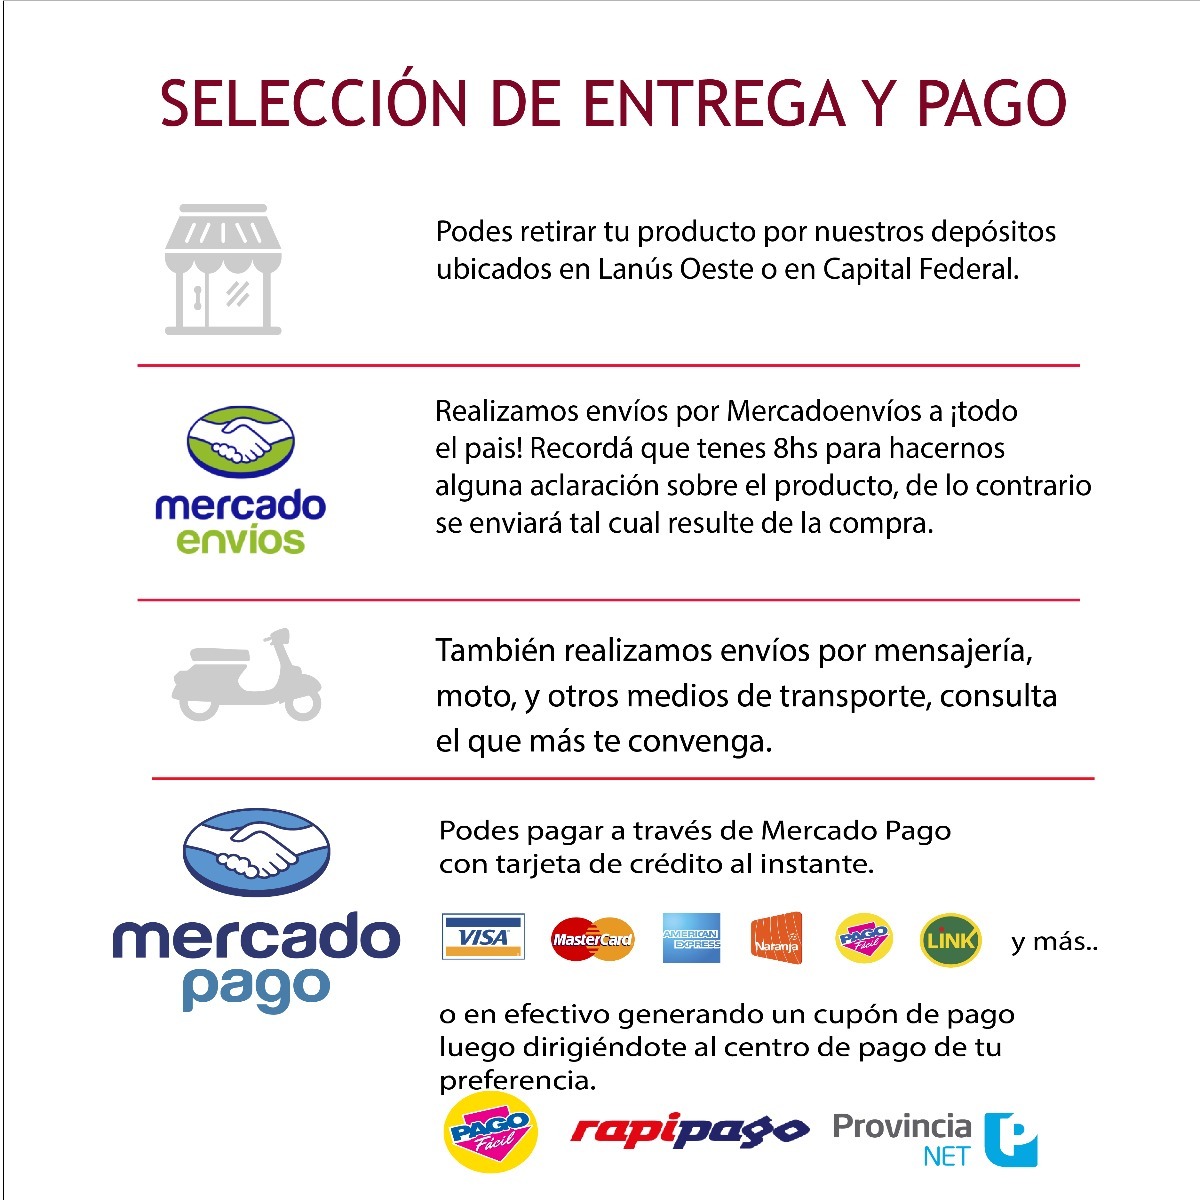 SELECCIÓN DE ENTREGA Y PAGO
Podes retirar tu producto por nuestros depósitos
ubicados en Lanús Oeste o en Capital Federal.
mercado
envios
Realizamos envíos por Mercadoenvíos a ¡todo
el pais! Recordá que tenes 8hs para hacernos
alguna aclaración sobre el producto, de lo contrario
se enviará tal cual resulte de la compra.
También realizamos envíos por mensajería,
moto, y otros medios de transporte, consulta
el que más te convenga.
mercado
pago
Podes pagar a través de Mercado Pago
con tarjeta de crédito al instante.
VISA
MasterCard
AMERICAN
EXPRESS
Naranja
PAGO
Fácil
LINK
y más..
o en efectivo generando un cupón de pago
luego dirigiéndote al centro de pago de tu
preferencia.
PAGO
Fácil
rapipago
Provincia
NET